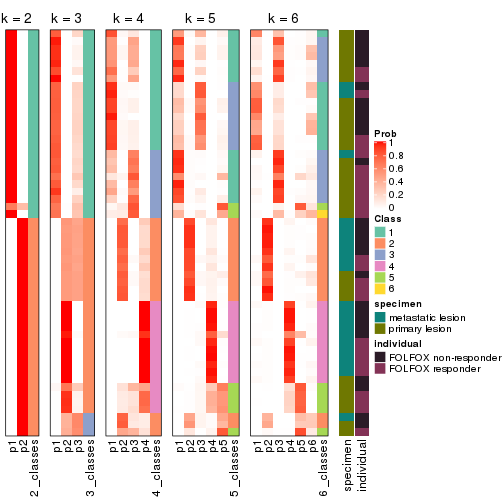 k = 2
k = 3
k = 4
k = 5
k = 6
p1
p2
2_classes
p1
p2
p3
3_classes
p1
p2
p3
p4
4_classes
p1
p2
p3
p4
p5
5_classes
p1
p2
p3
p4
p5
p6
6_classes
specimen
individual
Prob
1
0.8
0.6
0.4
0.2
0
Class
1
2
3
4
5
6
specimen
metastatic lesion
primary lesion
individual
FOLFOX non-responder
FOLFOX responder